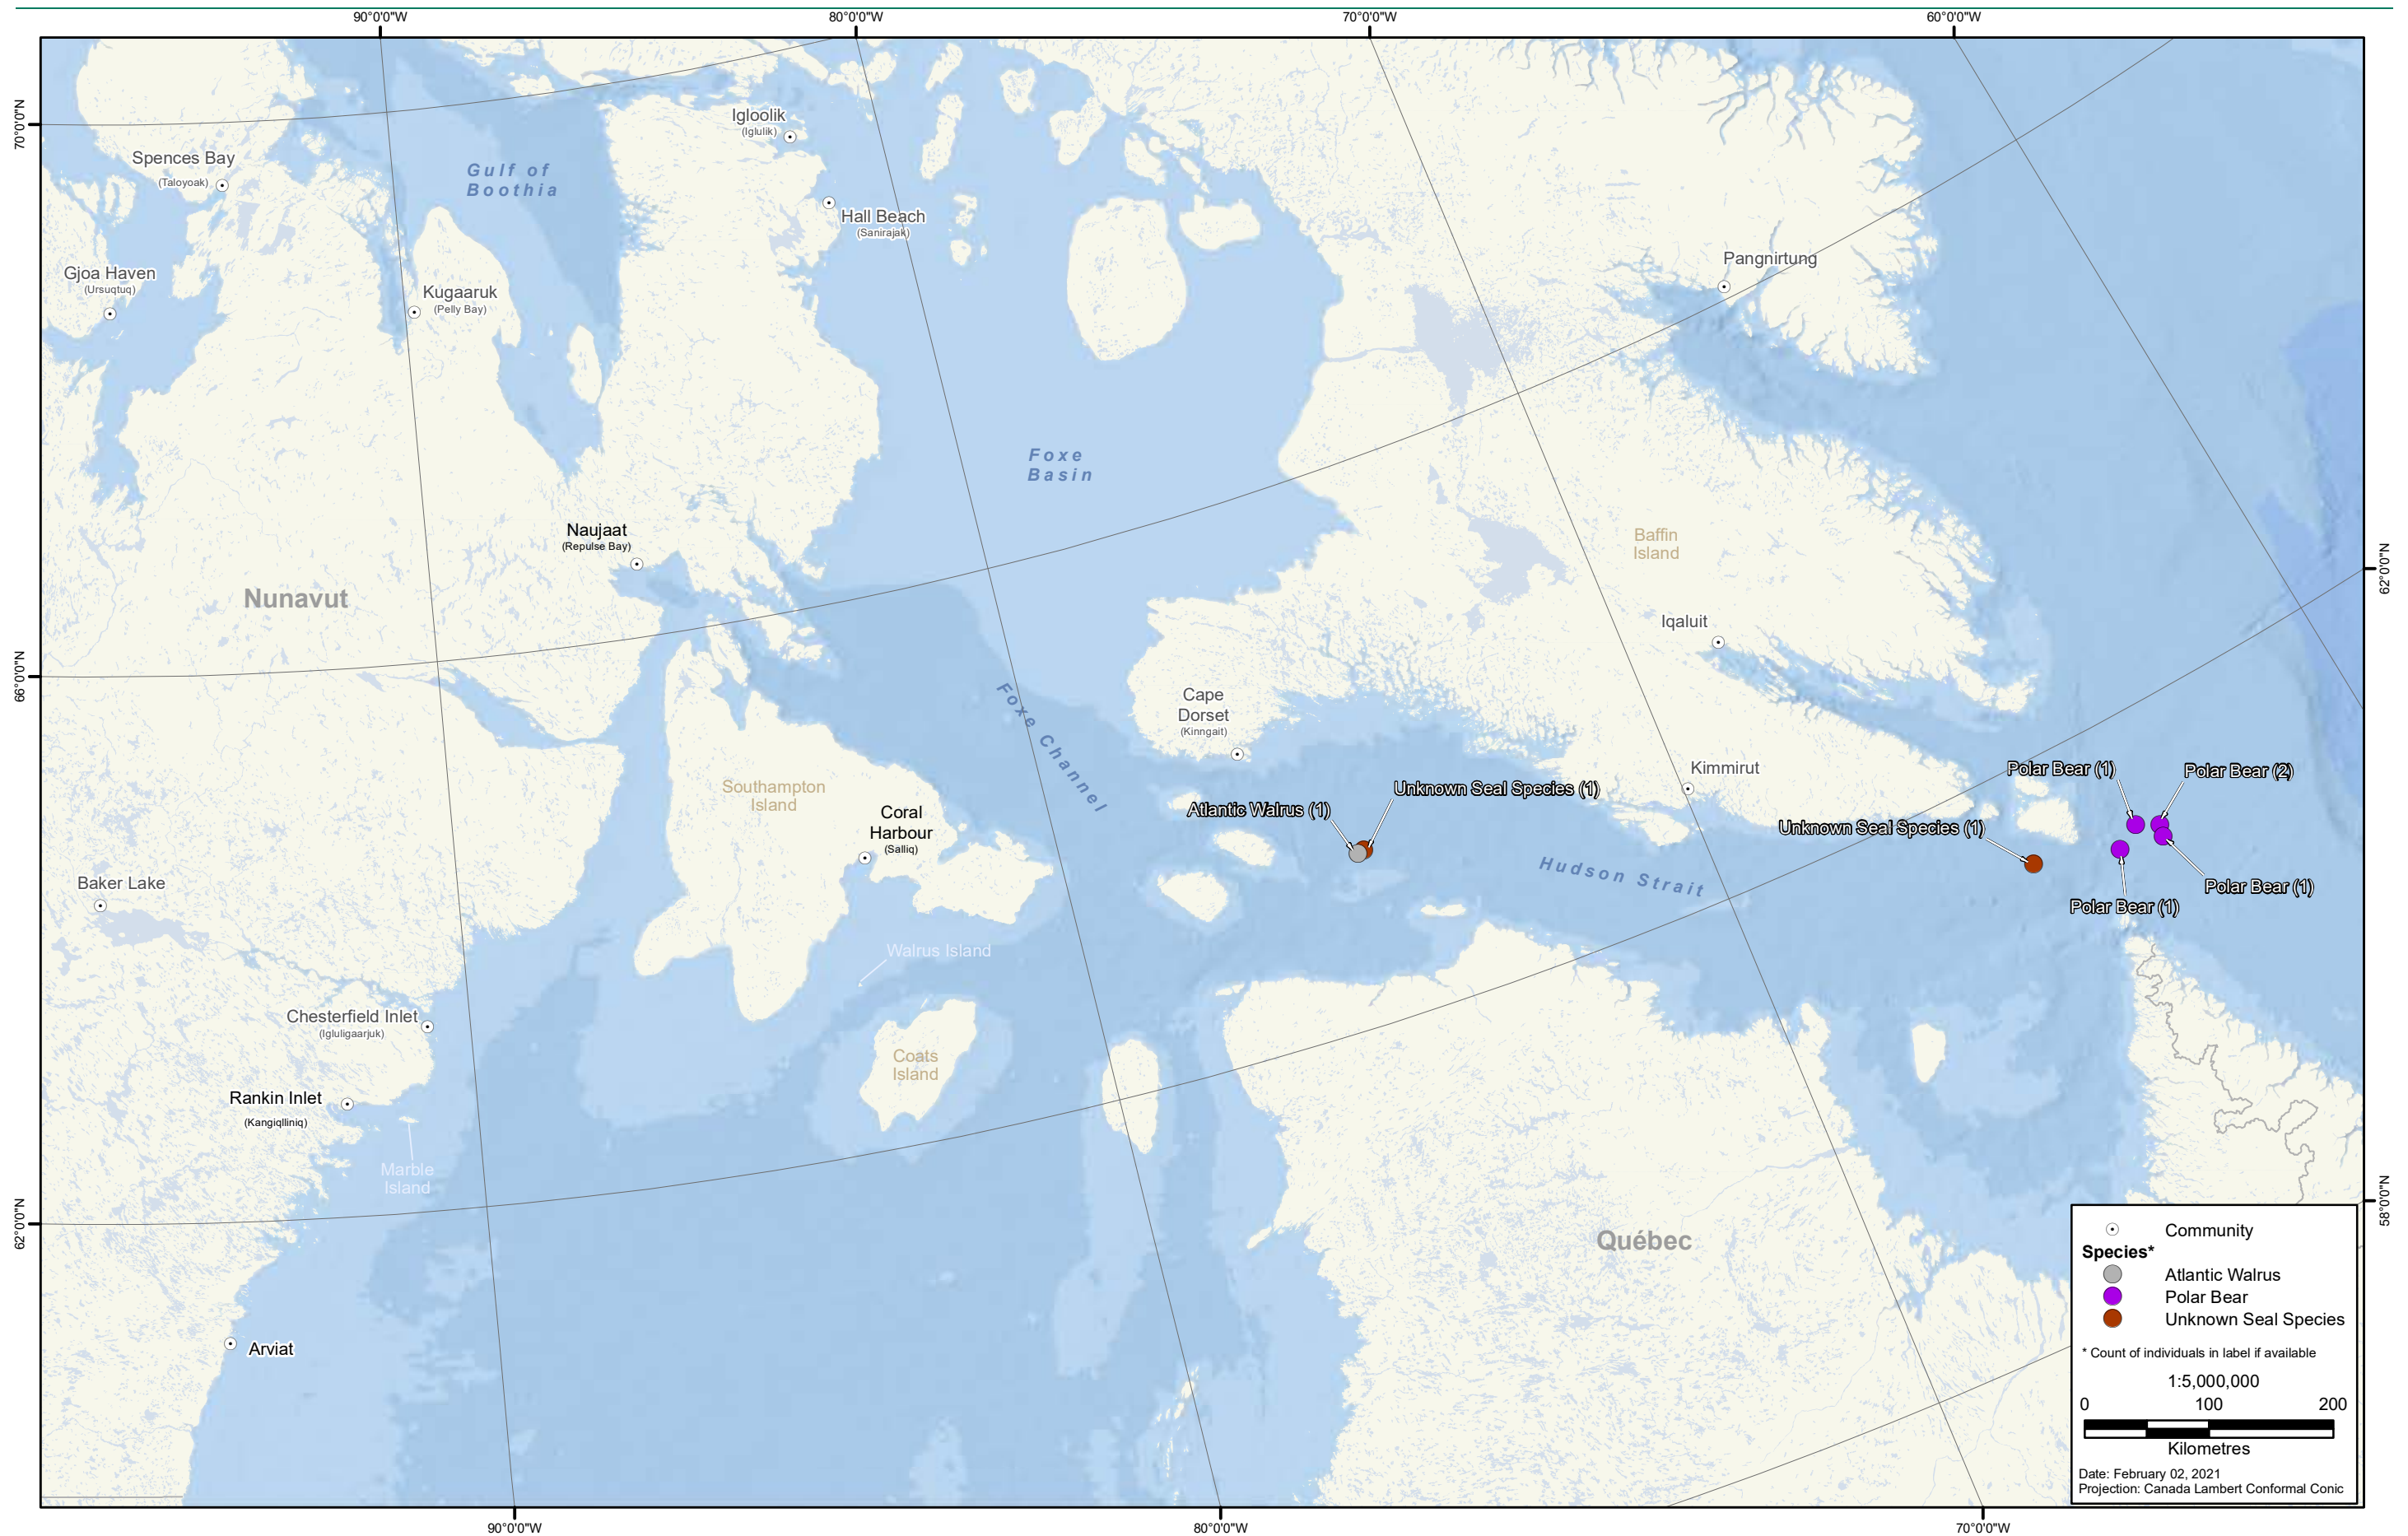 90°0'0"W
80°0'0"W
70°0'0"W
60°0'0"W
70°0'0"N
66°0'0"N
62°0'0"N
62°0'0"N
58°0'0"N
Igloolik
(Iglulik)
Spences Bay
(Taloyoak)
Gulf of
Boothia
Hall Beach
(Sanirajak)
Gjoa Haven
(Ursuqtuq)
Kugaaruk
(Pelly Bay)
Pangnirtung
Foxe
Basin
Naujaat
(Repulse Bay)
Baffin
Island
Nunavut
Iqaluit
Cape
Dorset
(Kinngait)
Foxe Channel
Kimmirut
Polar Bear (1)
Polar Bear (2)
Southampton
Island
Unknown Seal Species (1)
Atlantic Walrus (1)
Coral
Harbour
(Salliq)
Unknown Seal Species (1)
Hudson Strait
Baker Lake
Polar Bear (1)
Polar Bear (1)
Walrus Island
Chesterfield Inlet
(Igluligaarjuk)
Coats
Island
Rankin Inlet
(Kangiqlliniq)
Marble
Island
Québec
Arviat
Community
Species*
Atlantic Walrus
Polar Bear
Unknown Seal Species
* Count of individuals in label if available
1:5,000,000
0 100 200
Kilometres
Date: February 02, 2021
Projection: Canada Lambert Conformal Conic
90°0'0"W
80°0'0"W
70°0'0"W